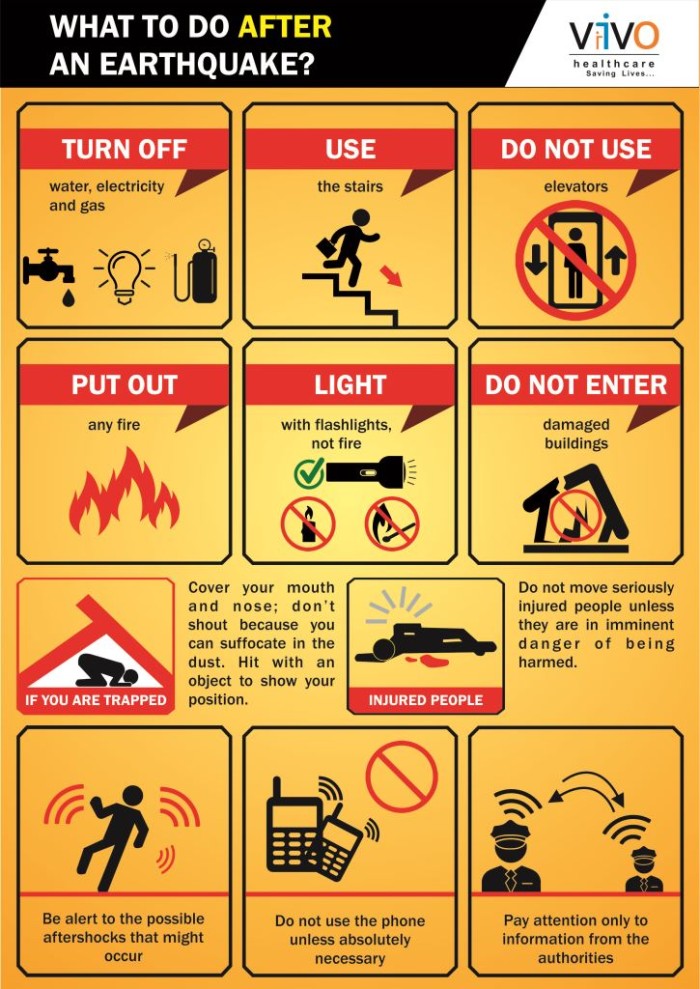 WHAT TO DO AFTER
AN EARTHQUAKE?
ViiVO
healthcare
Saving Lives...
TURN OFF
water, electricity
and gas
USE
the stairs
DO NOT USE
elevators
PUT OUT
any fire
LIGHT
with flashlights,
not fire
DO NOT ENTER
damaged
buildings
IF YOU ARE TRAPPED
Cover your mouth
and nose; don't
shout because you
can suffocate in the
dust. Hit with an
object to show your
position.
INJURED PEOPLE
Do not move seriously
injured people unless
they are in imminent
danger of being
harmed.
Be alert to the possible
aftershocks that might
occur
Do not use the phone
unless absolutely
necessary
Pay attention only to
information from the
authorities